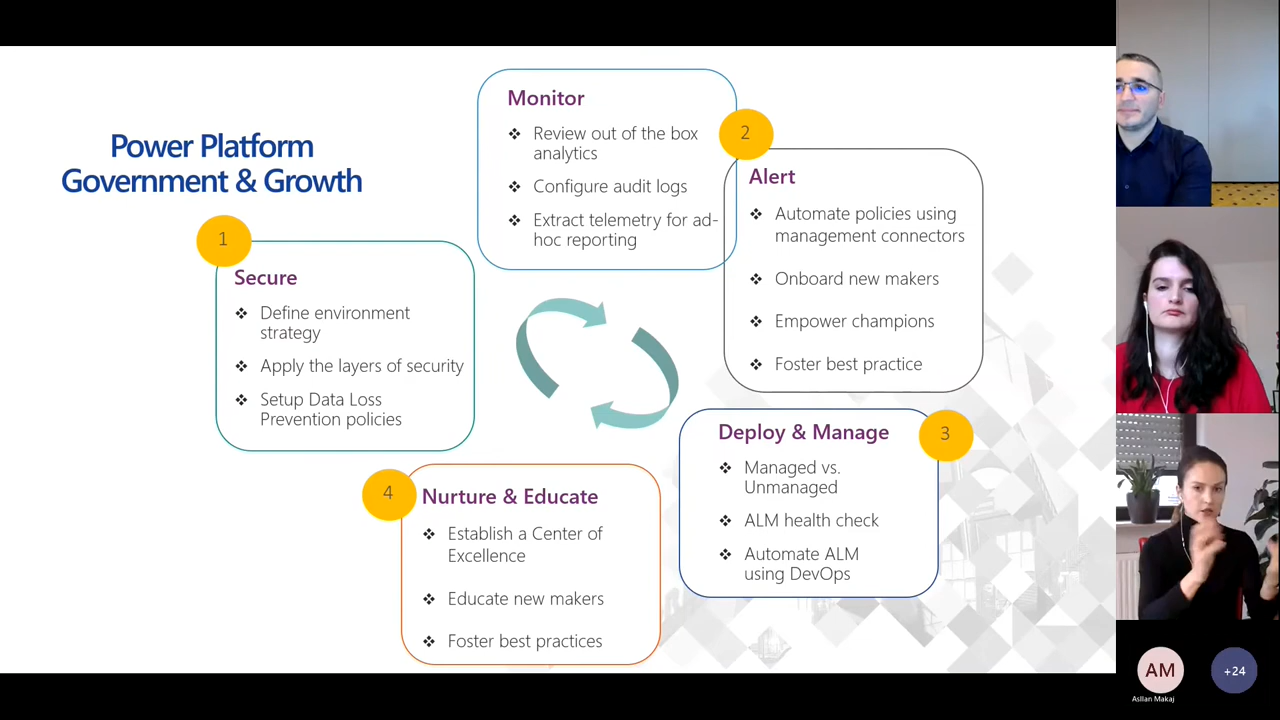 Power Platform
Government & Growth
1
Secure
❖ Define environment
strategy
❖ Apply the layers of security
❖ Setup Data Loss
Prevention policies
Monitor
❖ Review out of the box
analytics
❖ Configure audit logs
❖ Extract telemetry for ad-
hoc reporting
2
Alert
❖ Automate policies using
management connectors
❖ Onboard new makers
❖ Empower champions
❖ Foster best practice
3
Deploy & Manage
❖ Managed vs.
Unmanaged
❖ ALM health check
❖ Automate ALM
using DevOps
4
Nurture & Educate
❖ Establish a Center of
Excellence
❖ Educate new makers
❖ Foster best practices
AM
Asllan Makaj
+24